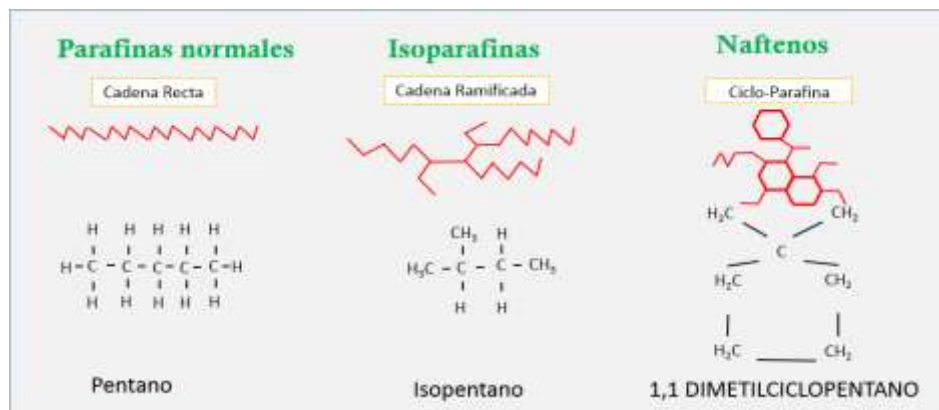 Parafinas normales
Cadena Recta
H H H H H
H-C - C - C - C - C-H
H H H H H
Pentano
Isoparafinas
Cadena Ramificada
CH₃ H
H₃C - C - C - CH₃
H H
Isopentano
Naftenos
Ciclo-Parafina
H₃C CH₂
C
H₂C CH₂
H₂C CH₂
1,1 DIMETILCICLOPENTANO